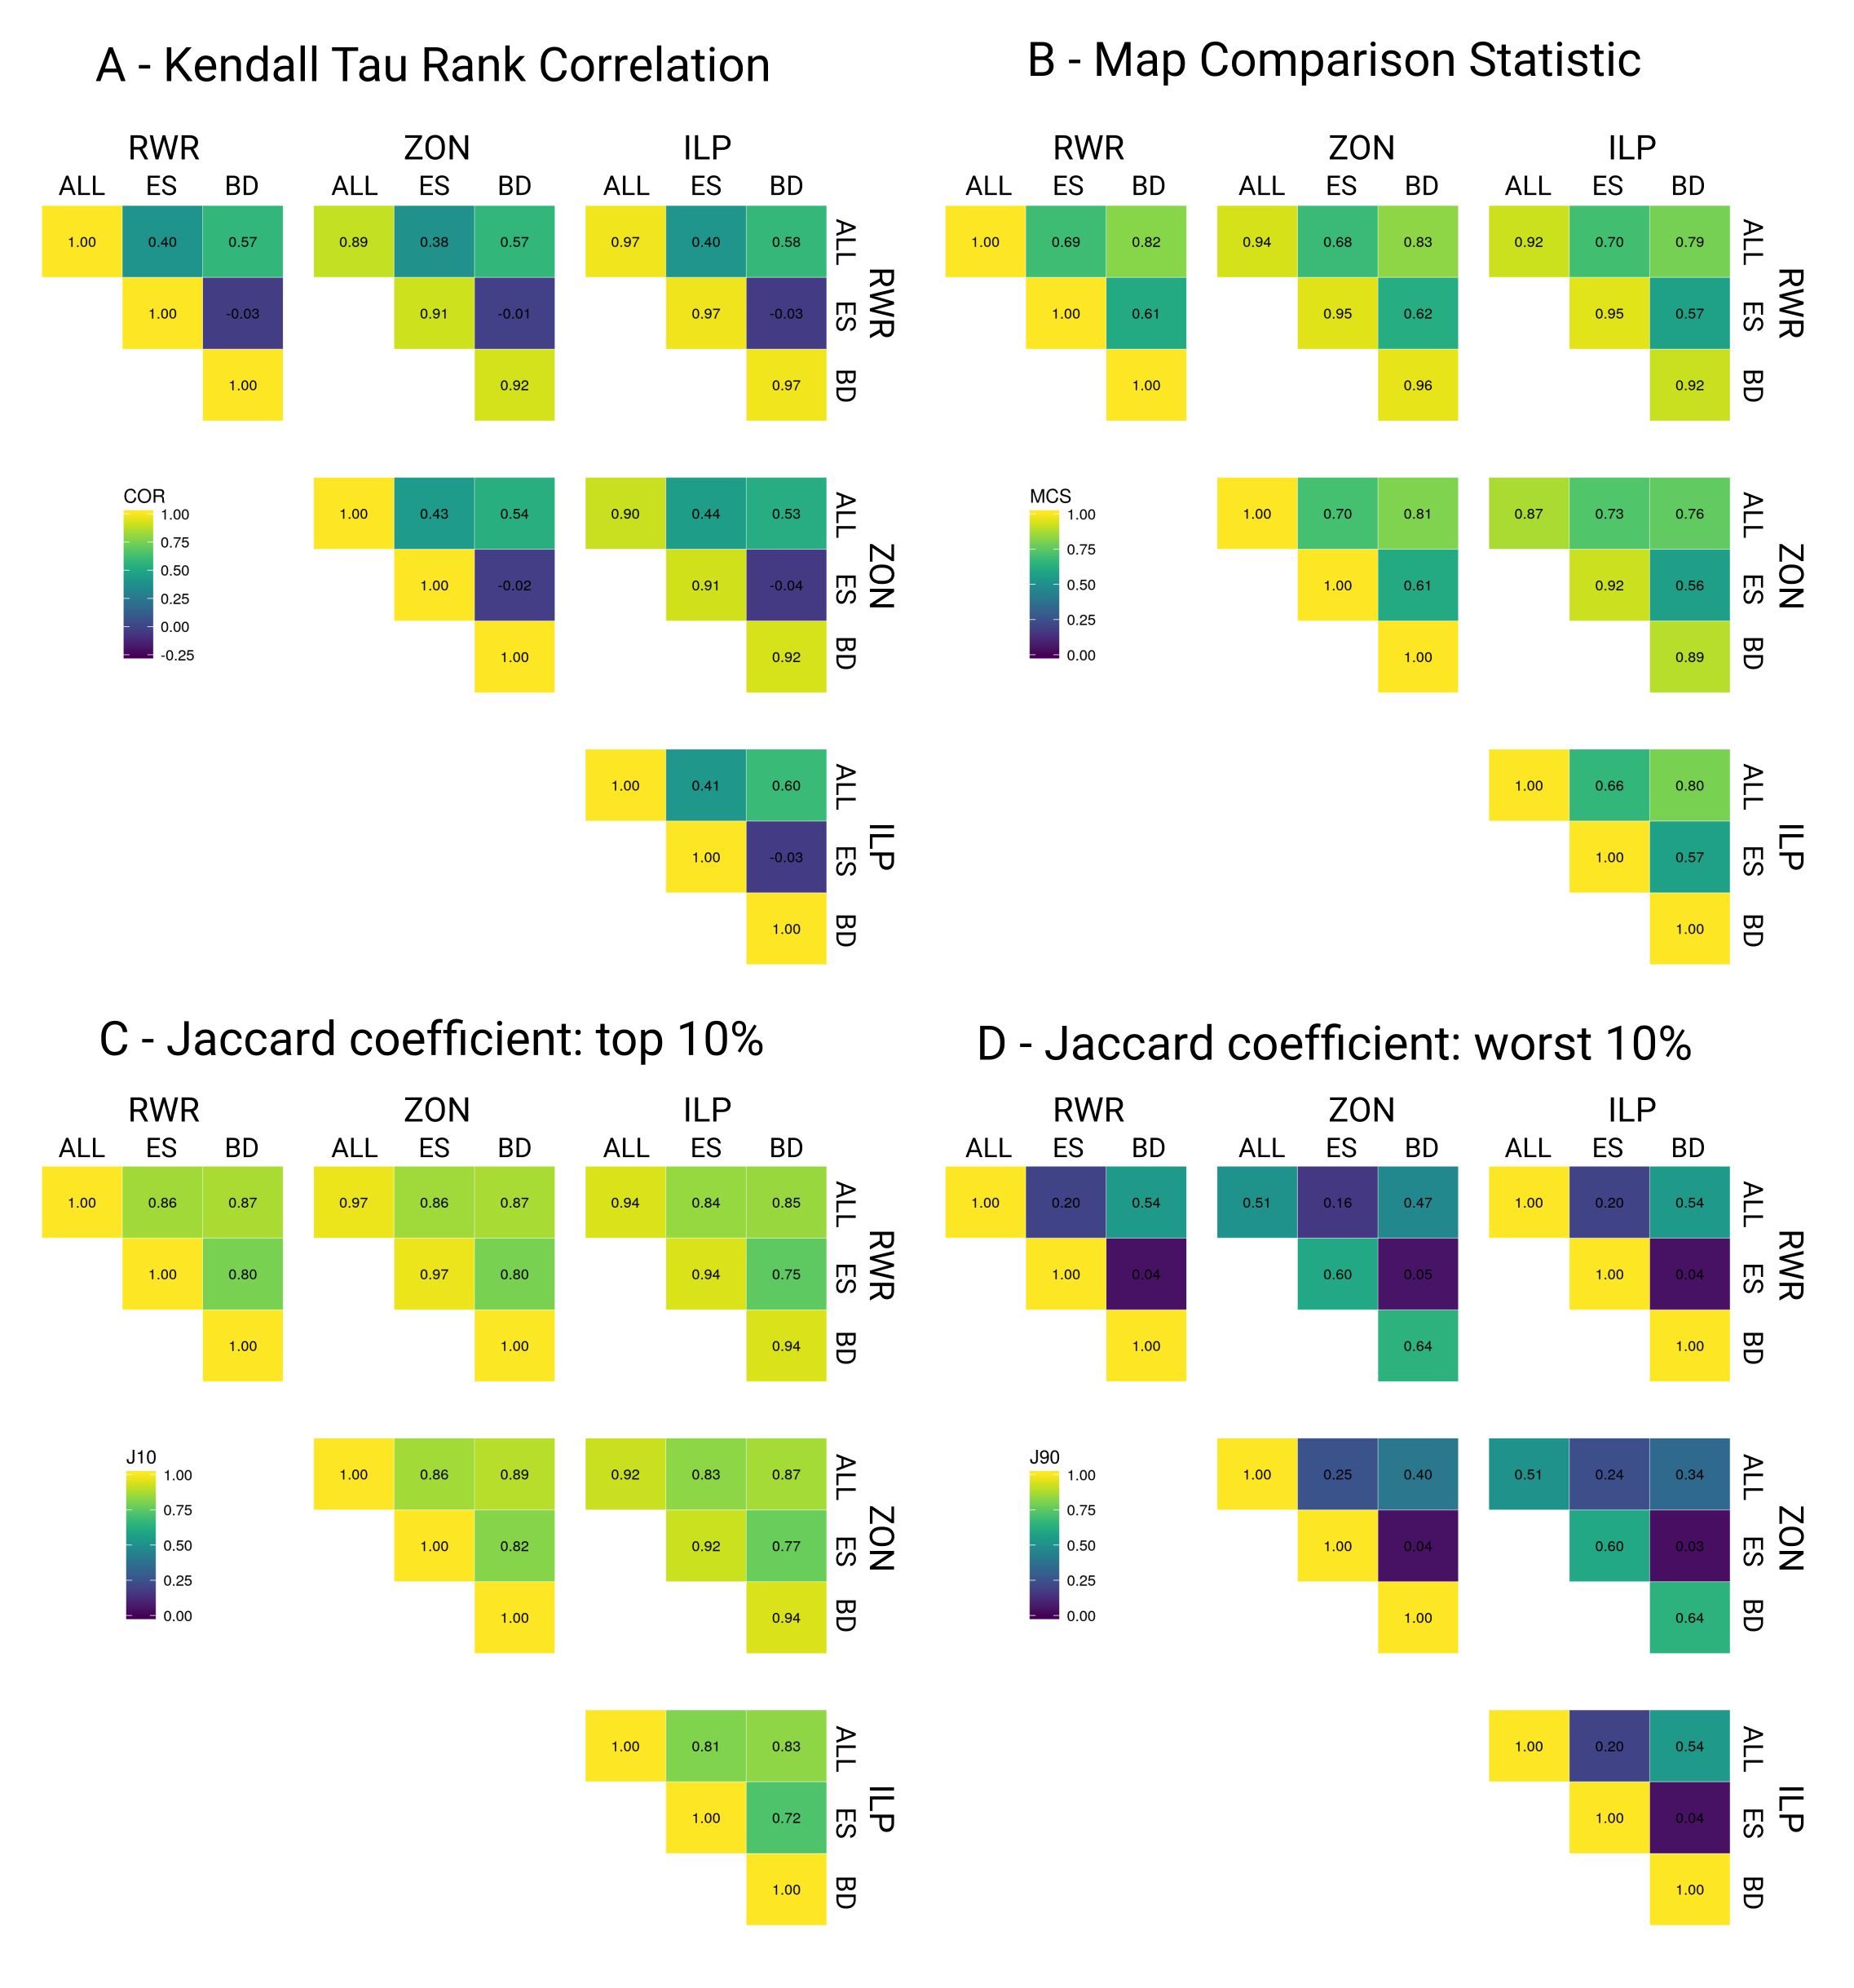 A - Kendall Tau Rank Correlation
RWR ZON ILP
ALL ES BD ALL ES BD ALL ES BD
1.00 0.40 0.57 0.89 0.38 0.57 0.97 0.40 0.58 ALL
1.00 -0.03 0.91 -0.01 0.97 -0.03 ES RWR
1.00 0.92 0.97 BD
COR
1.00
0.75
0.50
0.25
0.00
-0.25
1.00 0.43 0.54 0.90 0.44 0.53 ALL
1.00 -0.02 0.91 -0.04 ES ZON
1.00 0.92 BD
1.00 0.41 0.60 ALL
1.00 -0.03 ES ILP
1.00 BD
B - Map Comparison Statistic
RWR ZON ILP
ALL ES BD ALL ES BD ALL ES BD
1.00 0.69 0.82 0.94 0.68 0.83 0.92 0.70 0.79 ALL
1.00 0.61 0.95 0.62 0.95 0.57 ES RWR
1.00 0.96 0.92 BD
MCS
1.00
0.75
0.50
0.25
0.00
1.00 0.70 0.81 0.87 0.73 0.76 ALL
1.00 0.61 0.92 0.56 ES ZON
1.00 0.89 BD
1.00 0.66 0.80 ALL
1.00 0.57 ES ILP
1.00 BD
C - Jaccard coefficient: top 10%
RWR ZON ILP
ALL ES BD ALL ES BD ALL ES BD
1.00 0.86 0.87 0.97 0.86 0.87 0.94 0.84 0.85 ALL
1.00 0.80 0.97 0.80 0.94 0.75 ES RWR
1.00 1.00 0.94 BD
J10
1.00
0.75
0.50
0.25
0.00
1.00 0.86 0.89 0.92 0.83 0.87 ALL
1.00 0.82 0.92 0.77 ES ZON
1.00 0.94 BD
1.00 0.81 0.83 ALL
1.00 0.72 ES ILP
1.00 BD
D - Jaccard coefficient: worst 10%
RWR ZON ILP
ALL ES BD ALL ES BD ALL ES BD
1.00 0.20 0.54 0.51 0.16 0.47 1.00 0.20 0.54 ALL
1.00 0.04 0.60 0.05 1.00 0.04 ES RWR
1.00 0.64 1.00 BD
J90
1.00
0.75
0.50
0.25
0.00
1.00 0.25 0.40 0.51 0.24 0.34 ALL
1.00 0.04 0.60 0.03 ES ZON
1.00 0.64 BD
1.00 0.20 0.54 ALL
1.00 0.04 ES ILP
1.00 BD